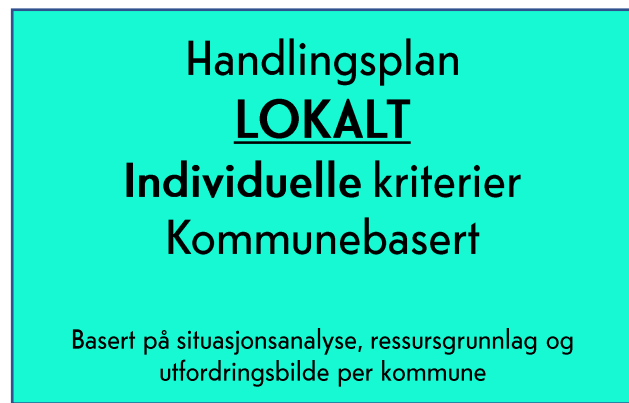 Handlingsplan
LOKALT
Individuelle kriterier
Kommunebasert
Basert på situasjonsanalyse, ressursgrunnlag og
utfordringsbilde per kommune